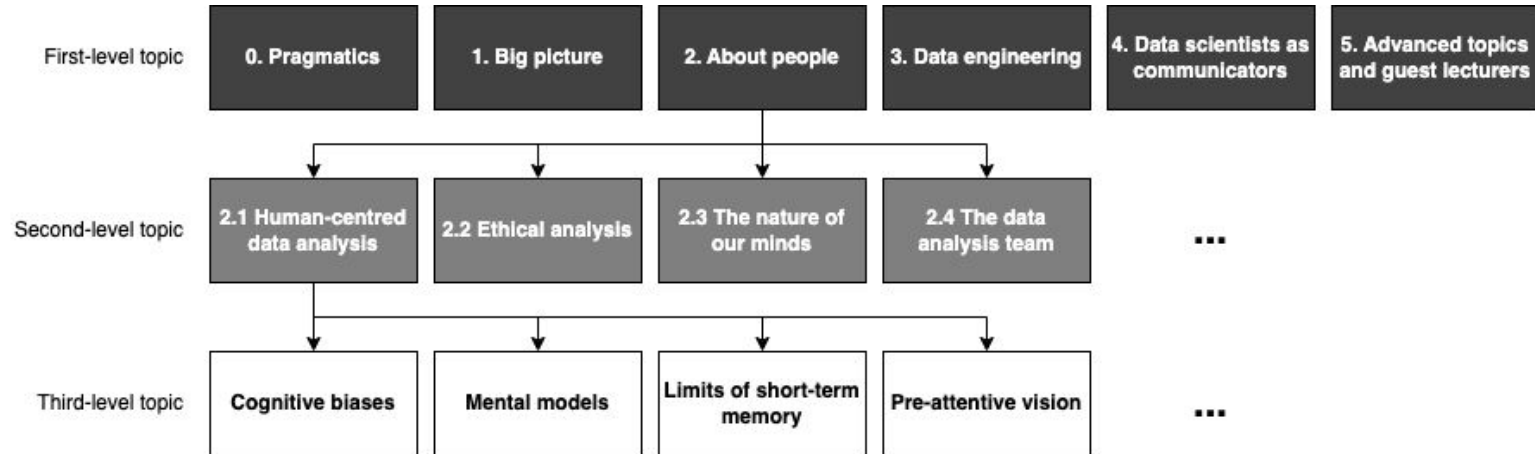 First-level topic
0. Pragmatics
1. Big picture
2. About people
3. Data engineering
4. Data scientists as
communicators
5. Advanced topics
and guest lecturers
Second-level topic
2.1 Human-centred
data analysis
2.2 Ethical analysis
2.3 The nature of
our minds
2.4 The data
analysis team
...
Third-level topic
Cognitive biases
Mental models
Limits of short-term
memory
Pre-attentive vision
...